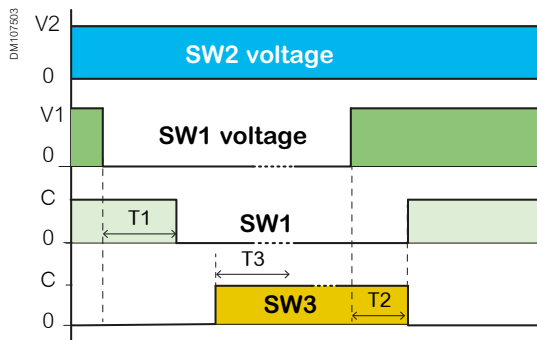 DM107503
V2
SW2 voltage
0
V1
SW1 voltage
0
C
T1
SW1
0
T3
C
SW3
T2
0